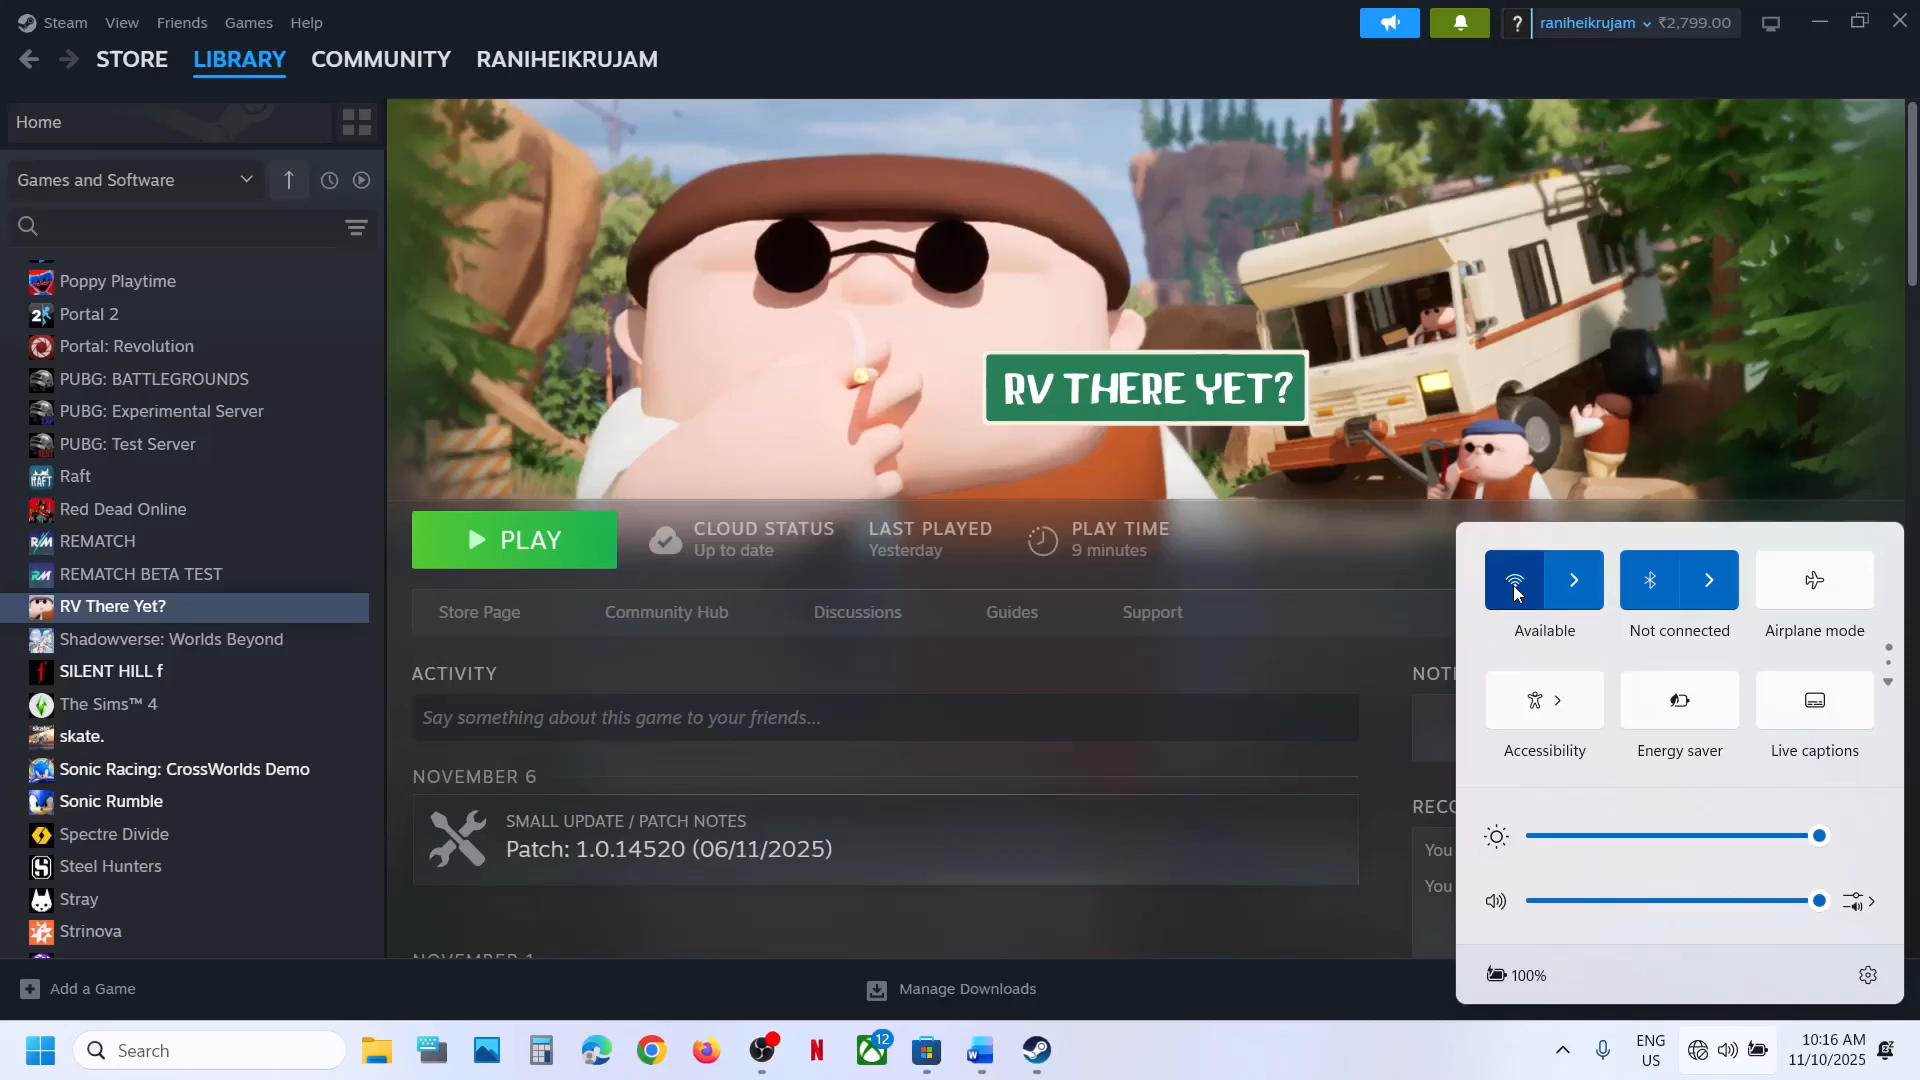 Steam View Friends Games Help
? raniheikrujam ₹2,799.00
STORE LIBRARY COMMUNITY RANIHEIKRUJAM
Home
Games and Software
Poppy Playtime
Portal 2
Portal: Revolution
PUBG: BATTLEGROUNDS
PUBG: Experimental Server
PUBG: Test Server
Raft
Red Dead Online
REMATCH
REMATCH BETA TEST
RV There Yet?
Shadowverse: Worlds Beyond
SILENT HILL f
The Sims™ 4
skate.
Sonic Racing: CrossWorlds Demo
Sonic Rumble
Spectre Divide
Steel Hunters
Stray
Strinova
RV THERE YET?
PLAY
CLOUD STATUS
Up to date
LAST PLAYED
Yesterday
PLAY TIME
9 minutes
Store Page Community Hub Discussions Guides Support
ACTIVITY
Say something about this game to your friends...
NOVEMBER 6
SMALL UPDATE / PATCH NOTES
Patch: 1.0.14520 (06/11/2025)
NOVEMBER 1
You
You
Available Not connected Airplane mode
Accessibility Energy saver Live captions
100%
Add a Game
Manage Downloads
Search
12
ENG
US
10:16 AM
11/10/2025